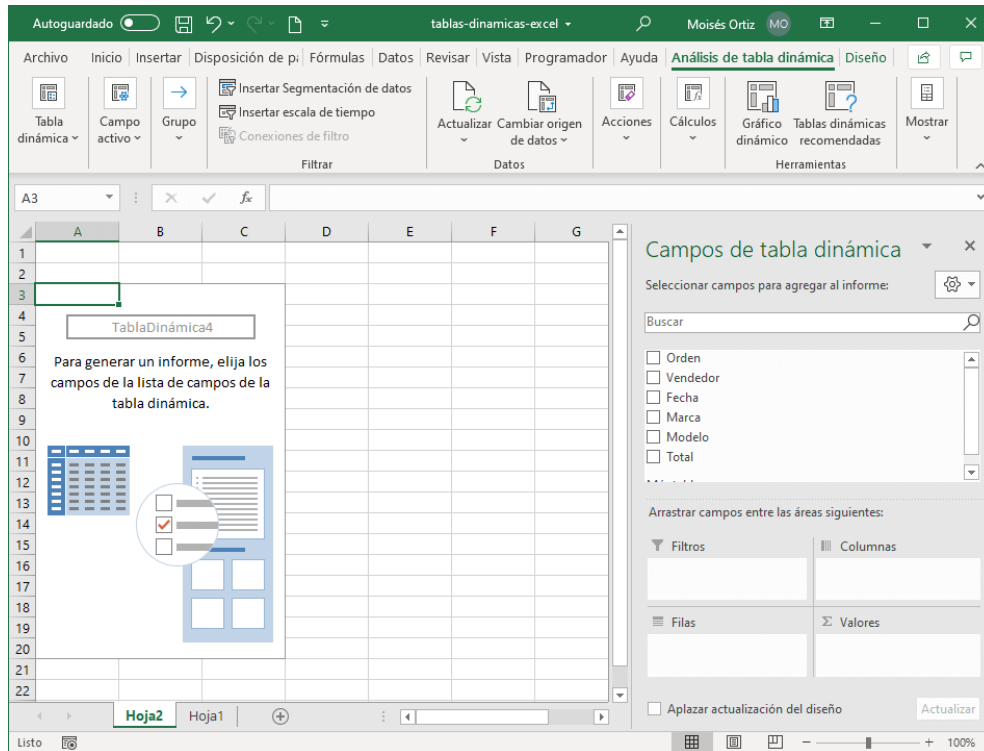 Autoguardado
tablas-dinamicas-excel
Moisés Ortiz MO
Archivo Inicio Insertar Disposición de pá Fórmulas Datos Revisar Vista Programador Ayuda Análisis de tabla dinámica Diseño
Tabla dinámica
Campo activo
Grupo
Insertar Segmentación de datos
Insertar escala de tiempo
Conexiones de filtro
Filtrar
Actualizar
Cambiar origen de datos
Datos
Acciones
Cálculos
Gráfico dinámico
Tablas dinámicas recomendadas
Herramientas
Mostrar
A3
fx
A B C D E F G
1
2
3
4
5
6
7
8
9
10
11
12
13
14
15
16
17
18
19
20
21
22
TablaDinámica4
Para generar un informe, elija los
campos de la lista de campos de la
tabla dinámica.
Campos de tabla dinámica
Seleccionar campos para agregar al informe:
Buscar
Orden
Vendedor
Fecha
Marca
Modelo
Total
Arrastrar campos entre las áreas siguientes:
Filtros
Columnas
Filas
Σ Valores
Aplazar actualización del diseño
Actualizar
Hoja2 Hoja1
Listo
100%